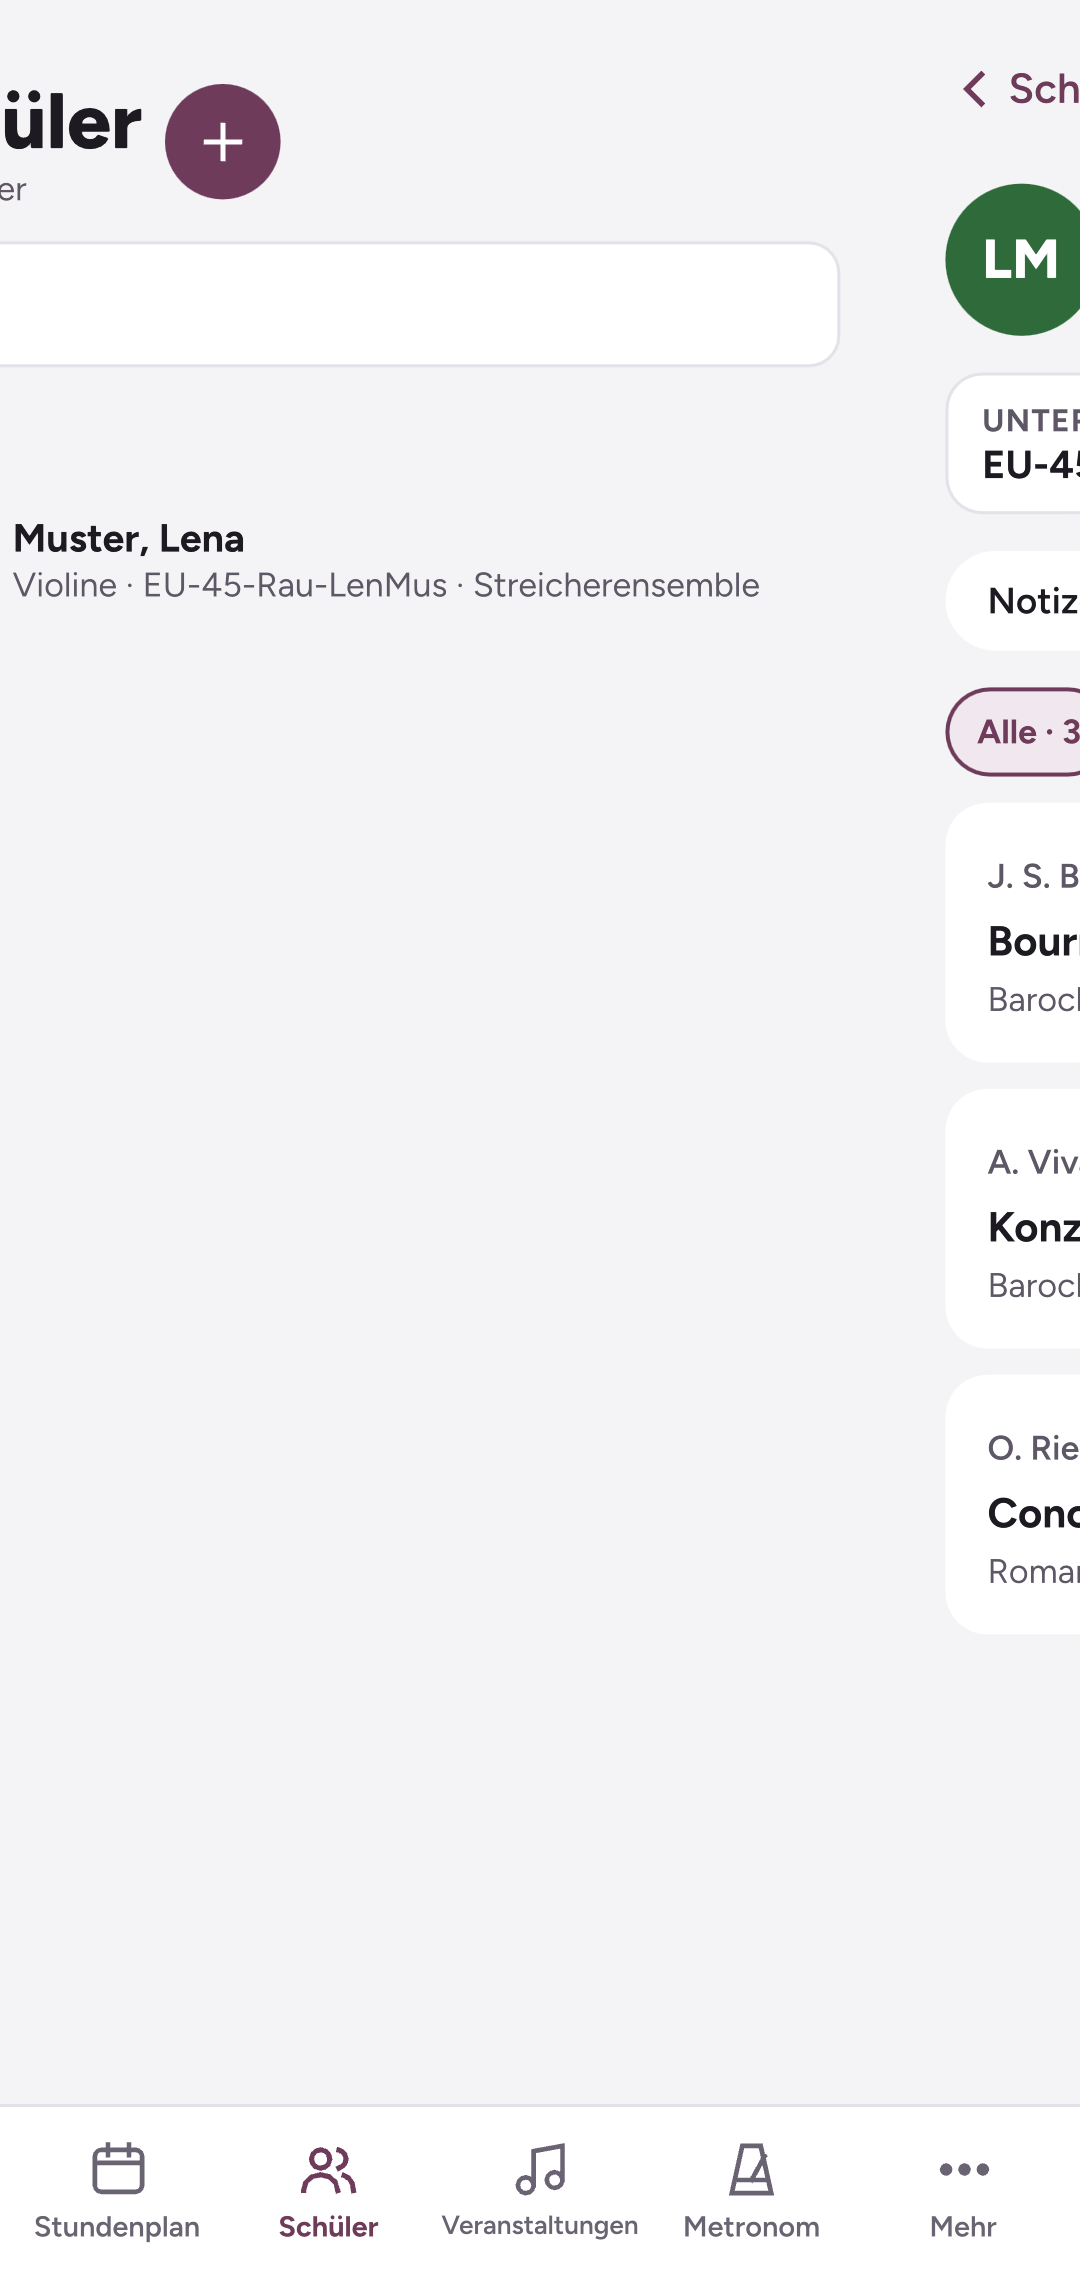 üler
er
Muster, Lena
Violine · EU-45-Rau-LenMus · Streicherensemble
Sch
LM
UNTER
EU-45
Notiz
Alle · 3
J. S. B
Bour
Baroc
A. Viv
Konz
Baroc
O. Rie
Conc
Roma
Stundenplan
Schüler
Veranstaltungen
Metronom
Mehr